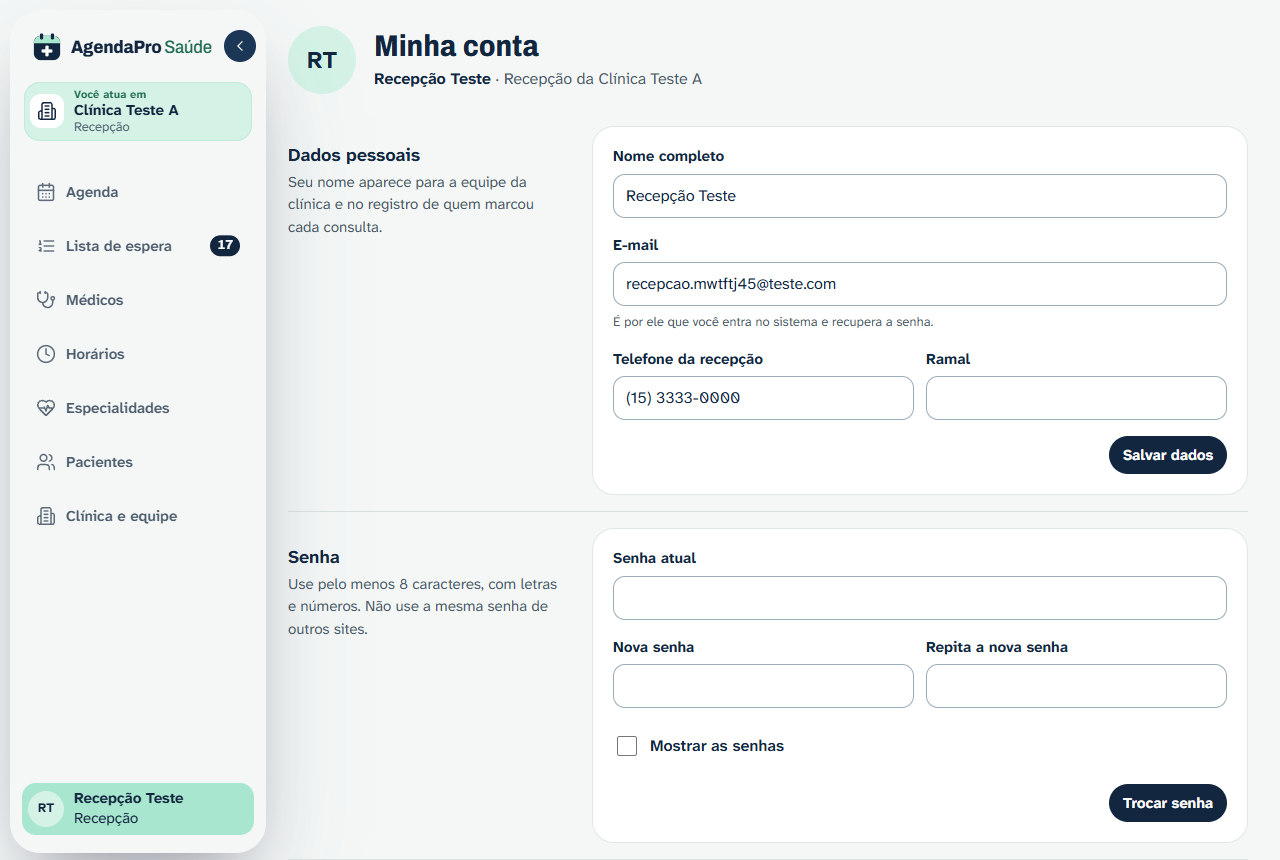 AgendaPro Saúde
Você atua em
Clínica Teste A
Recepção
Agenda
Lista de espera 17
Médicos
Horários
Especialidades
Pacientes
Clínica e equipe
RT
Recepção Teste
Recepção
RT
Minha conta
Recepção Teste · Recepção da Clínica Teste A
Dados pessoais
Seu nome aparece para a equipe da
clínica e no registro de quem marcou
cada consulta.
Nome completo
Recepção Teste
E-mail
recepcao.mwtftj45@teste.com
É por ele que você entra no sistema e recupera a senha.
Telefone da recepção
(15) 3333-0000
Ramal
Salvar dados
Senha
Use pelo menos 8 caracteres, com letras
e números. Não use a mesma senha de
outros sites.
Senha atual
Nova senha
Repita a nova senha
Mostrar as senhas
Trocar senha